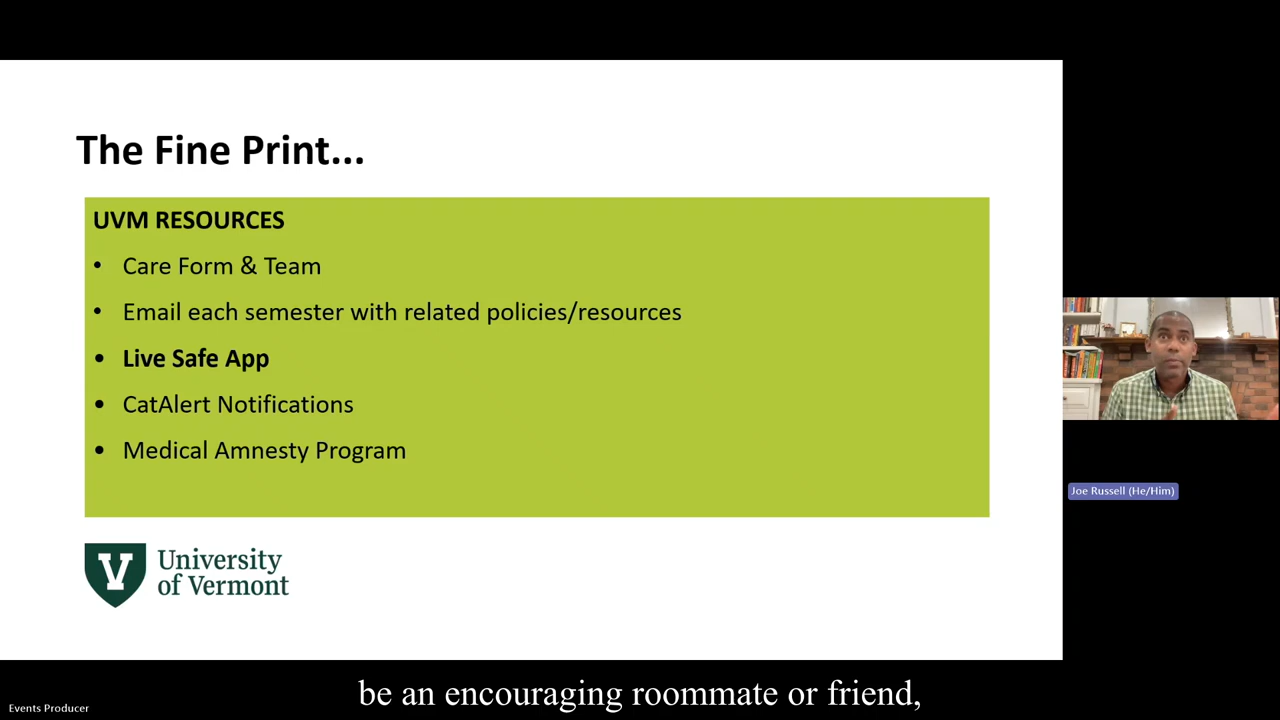 The Fine Print...
UVM RESOURCES
• Care Form & Team
• Email each semester with related policies/resources
• Live Safe App
• CatAlert Notifications
• Medical Amnesty Program
V University
of Vermont
Joe Russell (He/Him)
be an encouraging roommate or friend,
Events Producer